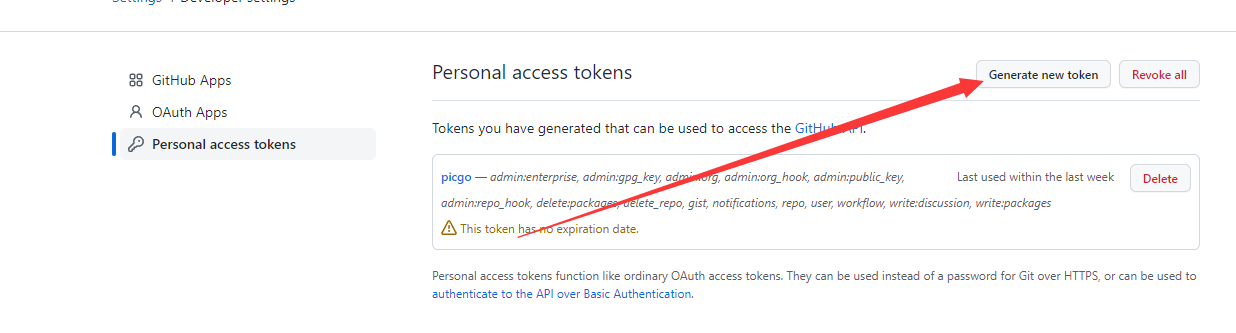 Settings / Developer settings
GitHub Apps
OAuth Apps
Personal access tokens
Personal access tokens
Generate new token
Revoke all
Tokens you have generated that can be used to access the GitHub API.
picgo — admin:enterprise, admin:gpg_key, admin:org, admin:org_hook, admin:public_key,
admin:repo_hook, delete:packages, delete_repo, gist, notifications, repo, user, workflow, write:discussion, write:packages
Last used within the last week
Delete
This token has no expiration date.
Personal access tokens function like ordinary OAuth access tokens. They can be used instead of a password for Git over HTTPS, or can be used to
authenticate to the API over Basic Authentication.